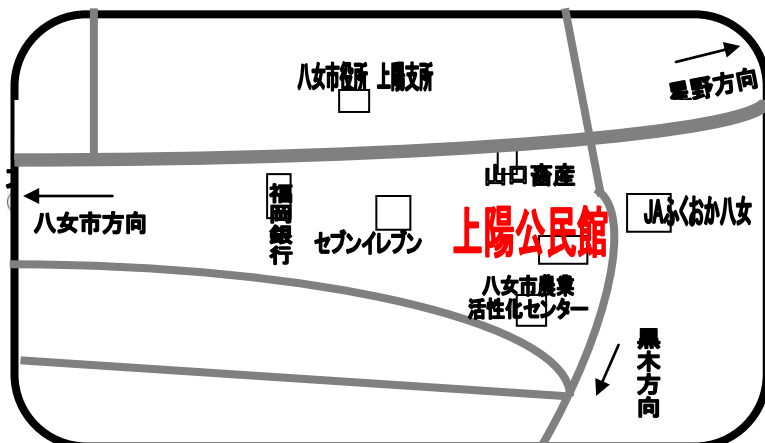 八女市役所 上陽支所
星野方向
山口畜産
八女市方向
福岡銀行
セブンイレブン
上陽公民館
JAふくおか八女
八女市農業
活性化センター
黒木方向